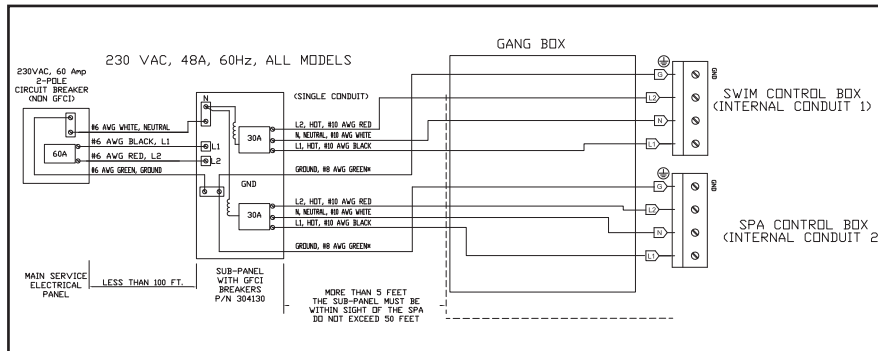 GANG BOX
230 VAC, 48A, 60Hz, ALL MODELS
230VAC, 60 Amp
2-POLE
CIRCUIT BREAKER
(NON GFCI)
60A
#6 AWG WHITE, NEUTRAL
#6 AWG BLACK, L1
#6 AWG RED, L2
#6 AWG GREEN, GROUND
N
L1
L2
GND
30A
30A
(SINGLE CONDUIT)
L2, HOT, #10 AWG RED
N, NEUTRAL, #10 AWG WHITE
L1, HOT, #10 AWG BLACK
GROUND, #8 AWG GREEN*
L2, HOT, #10 AWG RED
N, NEUTRAL, #10 AWG WHITE
L1, HOT, #10 AWG BLACK
GROUND, #8 AWG GREEN*
G
L2
N
L1
GND
SWIM CONTROL BOX
(INTERNAL CONDUIT 1)
G
L2
N
L1
GND
SPA CONTROL BOX
(INTERNAL CONDUIT 2
MAIN SERVICE
ELECTRICAL
PANEL
LESS THAN 100 FT.
SUB-PANEL
WITH GFCI
BREAKERS
P/N 304130
MORE THAN 5 FEET
THE SUB-PANEL MUST BE
WITHIN SIGHT OF THE SPA
DO NOT EXCEED 50 FEET